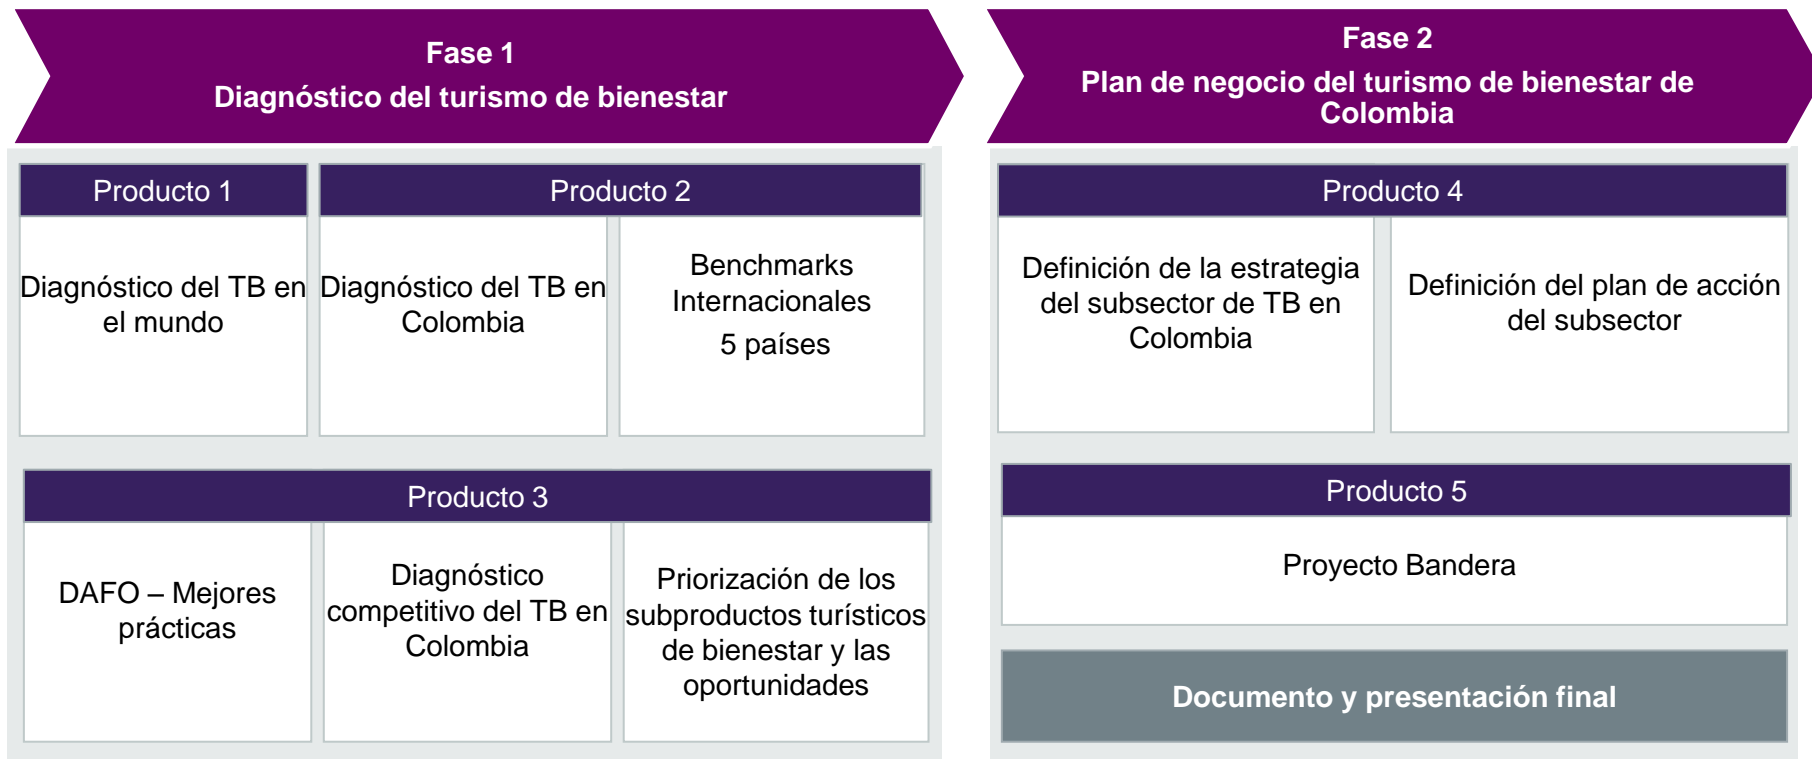 Fase 1
Diagnóstico del turismo de bienestar
Producto 1
Producto 2
Diagnóstico del TB en
el mundo
Diagnóstico del TB en
Colombia
Benchmarks
Internacionales
5 países
Producto 3
DAFO – Mejores
prácticas
Diagnóstico
competitivo del TB en
Colombia
Priorización de los
subproductos turísticos
de bienestar y las
oportunidades
Fase 2
Plan de negocio del turismo de bienestar de
Colombia
Producto 4
Definición de la estrategia
del subsector de TB en
Colombia
Definición del plan de acción
del subsector
Producto 5
Proyecto Bandera
Documento y presentación final